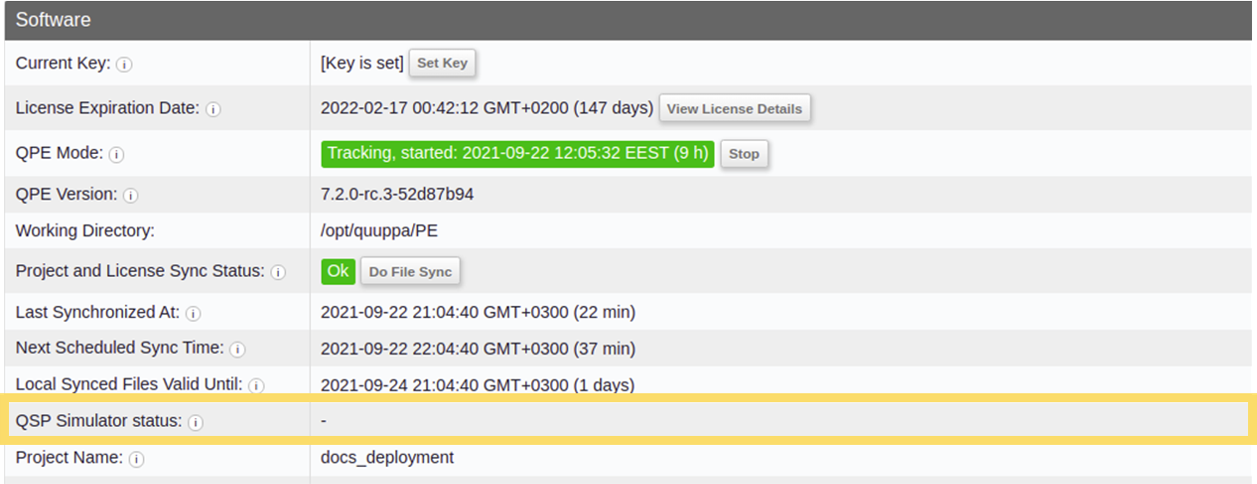 Software
Current Key: i [Key is set] Set Key
License Expiration Date: i 2022-02-17 00:42:12 GMT+0200 (147 days) View License Details
QPE Mode: i Tracking, started: 2021-09-22 12:05:32 EEST (9 h) Stop
QPE Version: i 7.2.0-rc.3-52d87b94
Working Directory: /opt/quuppa/PE
Project and License Sync Status: i Ok Do File Sync
Last Synchronized At: i 2021-09-22 21:04:40 GMT+0300 (22 min)
Next Scheduled Sync Time: i 2021-09-22 22:04:40 GMT+0300 (37 min)
Local Synced Files Valid Until: i 2021-09-24 21:04:40 GMT+0300 (1 days)
QSP Simulator status: i -
Project Name: i docs_deployment